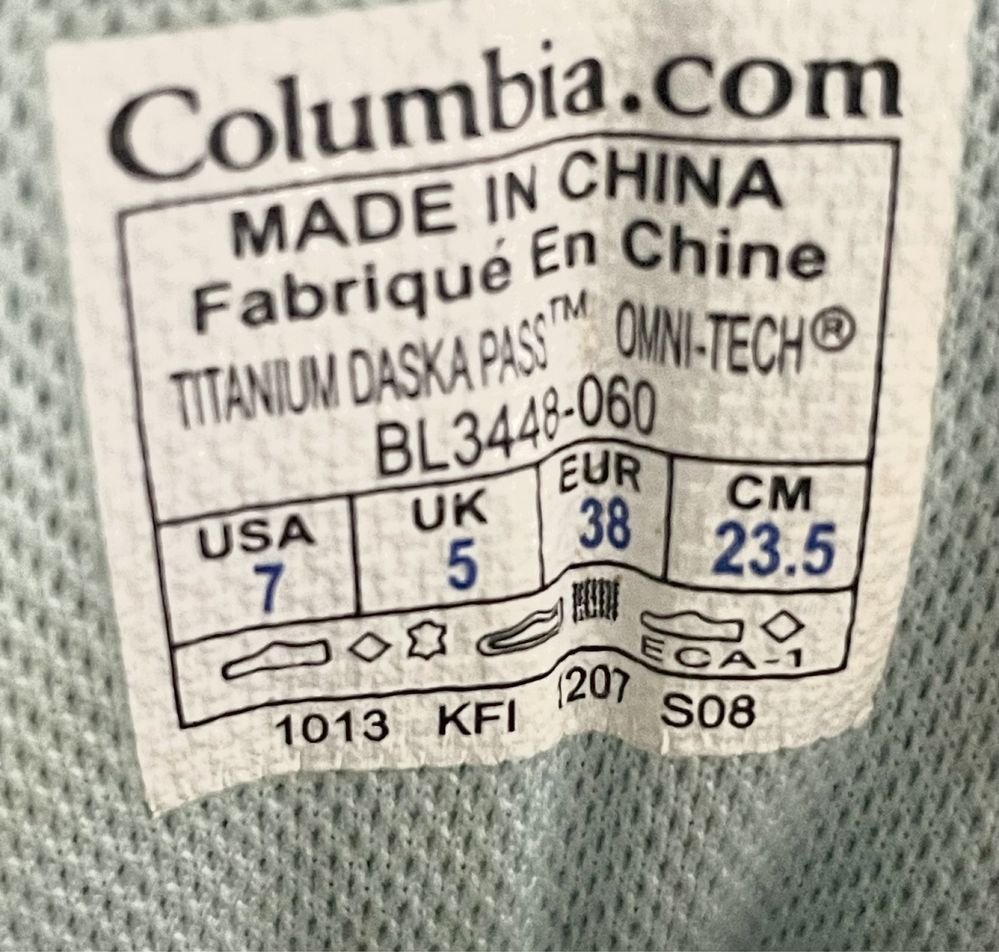 Columbia.com
MADE IN CHINA
Fabriqué En Chine
TITANIUM DASKA PASS™ OMNI-TECH®
BL3448-060
USA UK EUR CM
7 5 38 23.5
ECA-1
1013 KFI 1207 S08